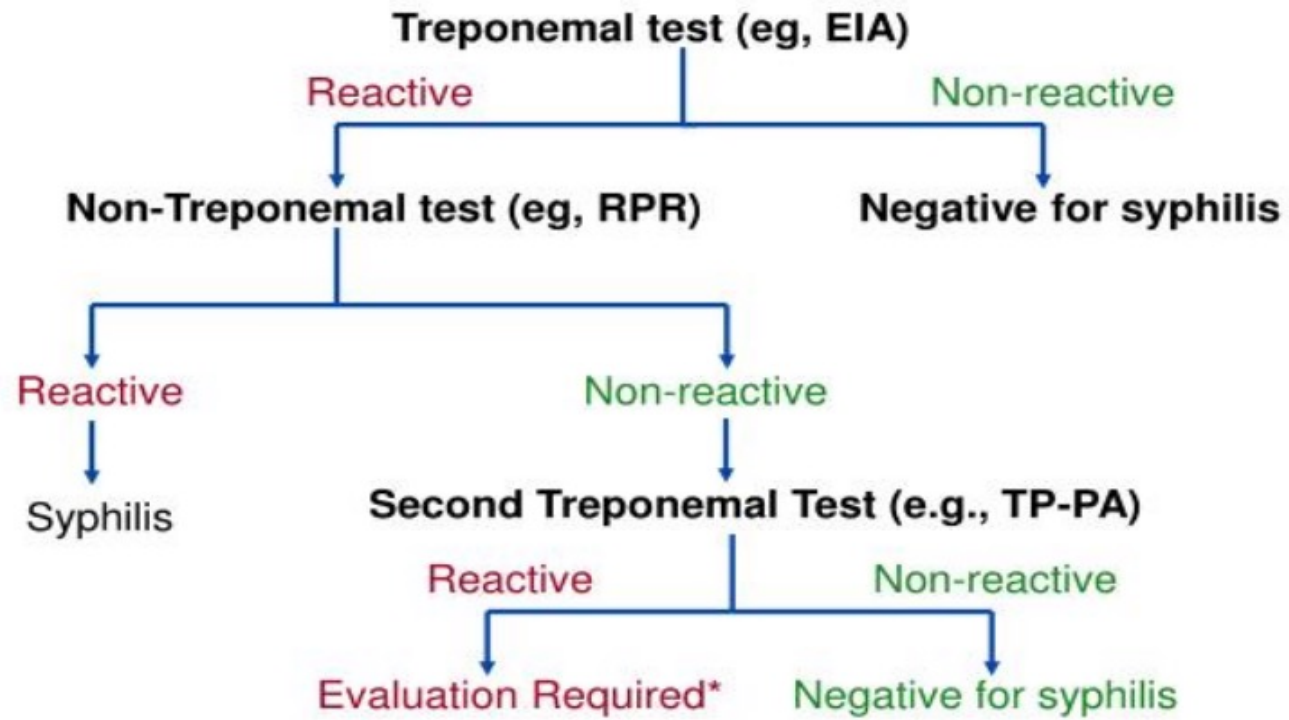 Treponemal test (eg, EIA)
Reactive
Non-reactive
Non-Treponemal test (eg, RPR)
Negative for syphilis
Reactive
Non-reactive
Syphilis
Second Treponemal Test (e.g., TP-PA)
Reactive
Non-reactive
Evaluation Required*
Negative for syphilis